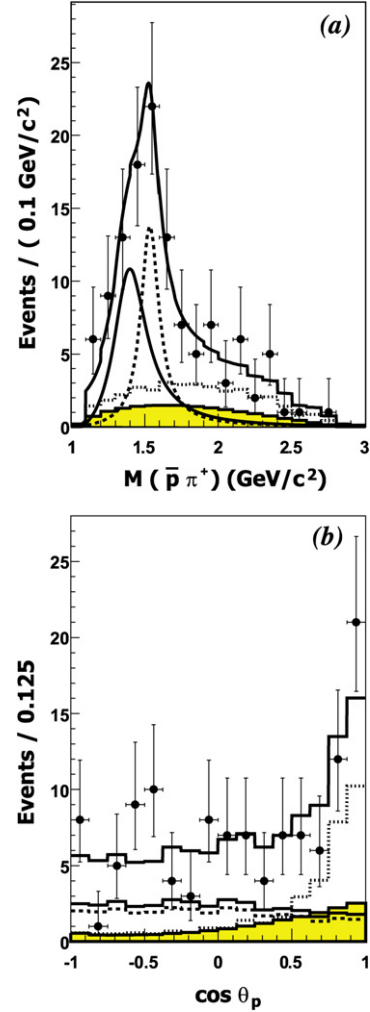 (a)
Events / ( 0.1 GeV/c²)
25
20
15
10
5
0
1 1.5 2 2.5 3
M ( p̅ π⁺) (GeV/c²)
(b)
Events / 0.125
25
20
15
10
5
0
-1 -0.5 0 0.5 1
cos θp